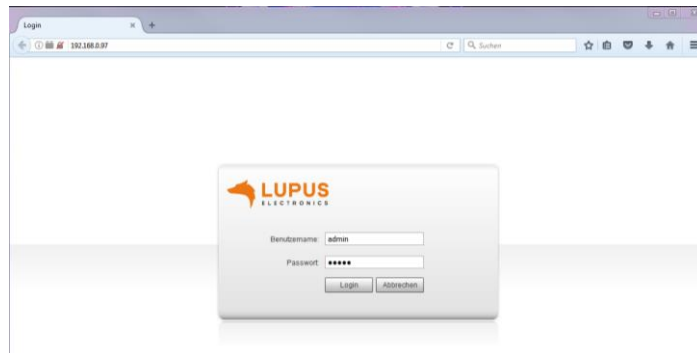 Login
192.168.0.97
Suchen
LUPUS
ELECTRONICS
Benutzername: admin
Passwort: •••••
Login Abbrechen